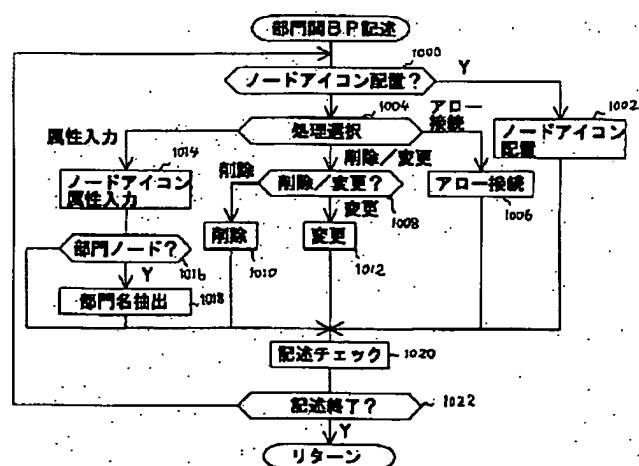 部門間B.P.記述
1000
ノードアイコン配置?
Y
1002
ノードアイコン
配置
1004
処理選択
アロー
接続
属性入力
1014
ノードアイコン
属性入力
削除/変更
削除
削除/変更?
1008
アロー接続
1006
変更
部門ノード?
1016
削除
1010
変更
1012
Y
部門名抽出
1018
記述チェック
1020
記述終了?
1022
Y
リターン